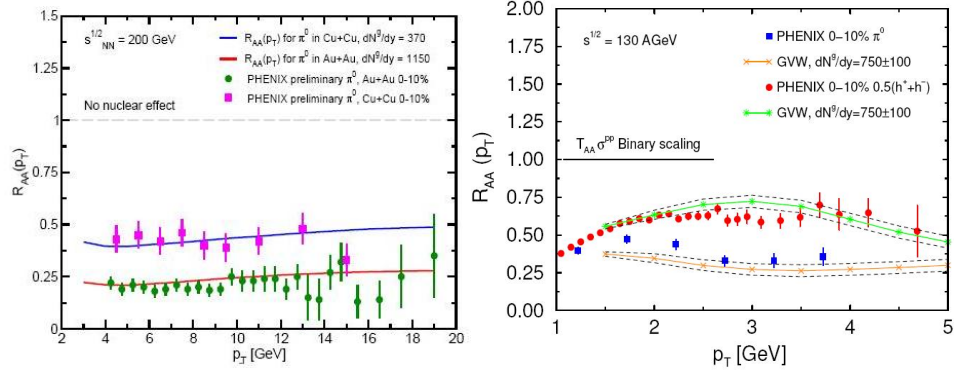 1.5
s^1/2_NN = 200 GeV
R_AA(p_T) for π^0 in Cu+Cu, dN^g/dy = 370
R_AA(p_T) for π^0 in Au+Au, dN^g/dy = 1150
PHENIX preliminary π^0, Au+Au 0-10%
PHENIX preliminary π^0, Cu+Cu 0-10%
1.25
No nuclear effect
1
R_AA(p_T)
0.75
0.5
0.25
0
2 4 6 8 10 12 14 16 18 20
p_T [GeV]
2.00
s^1/2 = 130 AGeV
PHENIX 0-10% π^0
GVW, dN^g/dy=750±100
PHENIX 0-10% 0.5(h^++h^-)
GVW, dN^g/dy=750±100
1.75
1.50
1.25
T_AA σ^pp Binary scaling
1.00
R_AA (p_T)
0.75
0.50
0.25
0.00
1 2 3 4 5
p_T [GeV]